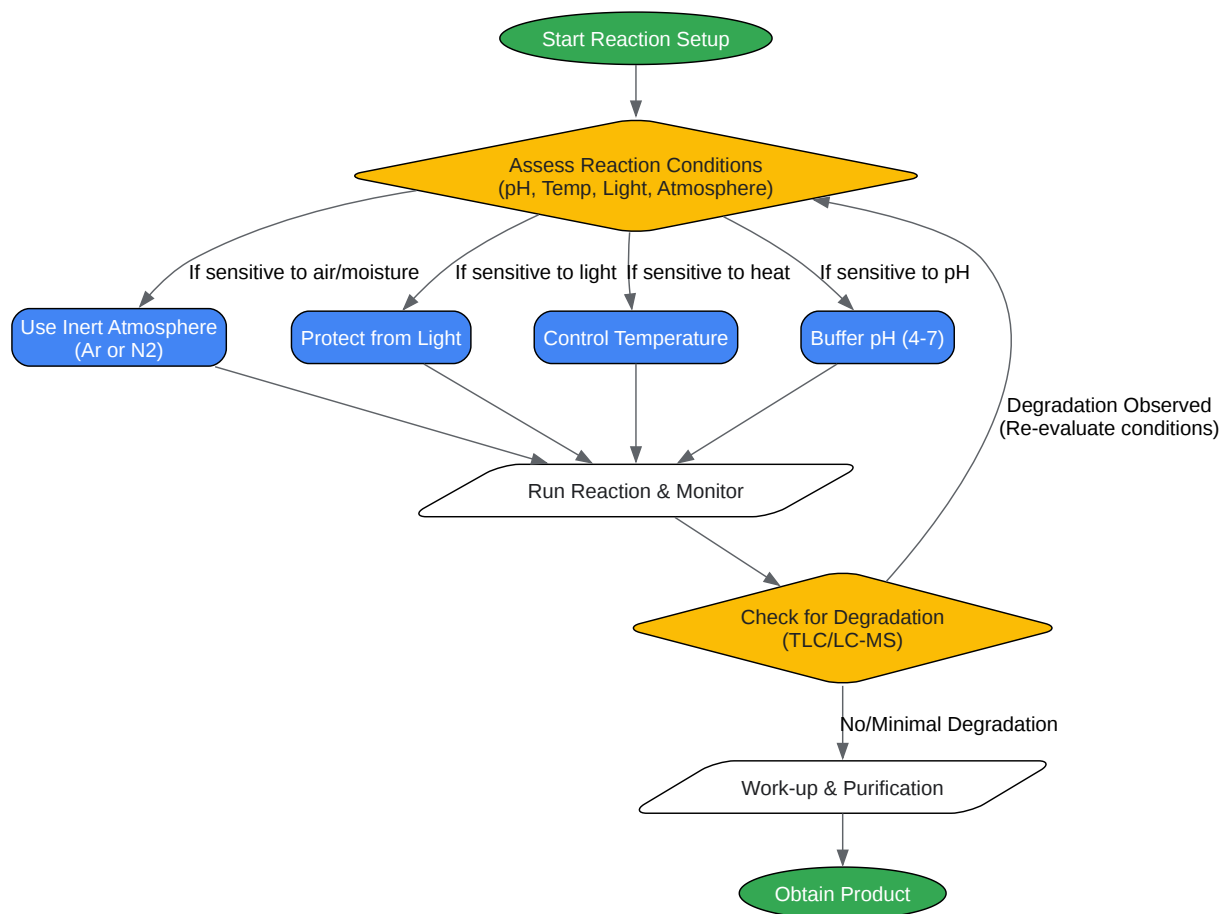 Start Reaction Setup
Assess Reaction Conditions
(pH, Temp, Light, Atmosphere)
If sensitive to air/moisture
If sensitive to light
If sensitive to heat
If sensitive to pH
Use Inert Atmosphere
(Ar or N2)
Protect from Light
Control Temperature
Buffer pH (4-7)
Degradation Observed
(Re-evaluate conditions)
Run Reaction & Monitor
Check for Degradation
(TLC/LC-MS)
No/Minimal Degradation
Work-up & Purification
Obtain Product